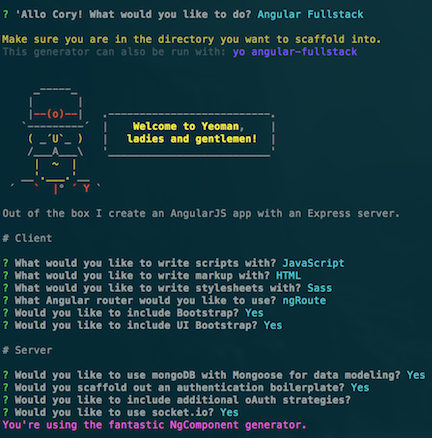 ? 'Allo Cory! What would you like to do? Angular Fullstack
Make sure you are in the directory you want to scaffold into.
This generator can also be run with: yo angular-fullstack
Welcome to Yeoman,
ladies and gentlemen!
Out of the box I create an AngularJS app with an Express server.
# Client
? What would you like to write scripts with? JavaScript
? What would you like to write markup with? HTML
? What would you like to write stylesheets with? Sass
? What Angular router would you like to use? ngRoute
? Would you like to include Bootstrap? Yes
? Would you like to include UI Bootstrap? Yes
# Server
? Would you like to use mongoDB with Mongoose for data modeling? Yes
? Would you scaffold out an authentication boilerplate? Yes
? Would you like to include additional oAuth strategies?
? Would you like to use socket.io? Yes
You're using the fantastic NgComponent generator.